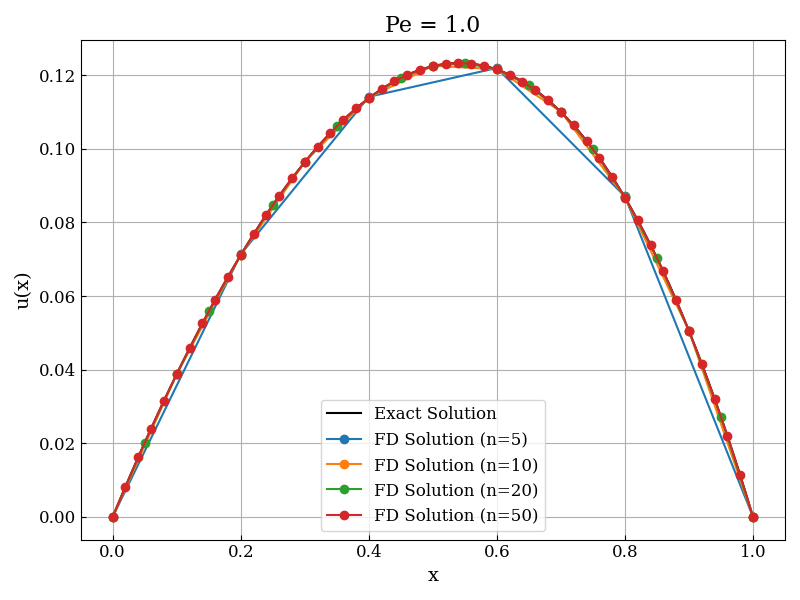 Pe = 1.0
u(x)
0.12
0.10
0.08
0.06
0.04
0.02
0.00
Exact Solution
FD Solution (n=5)
FD Solution (n=10)
FD Solution (n=20)
FD Solution (n=50)
0.0 0.2 0.4 0.6 0.8 1.0
x